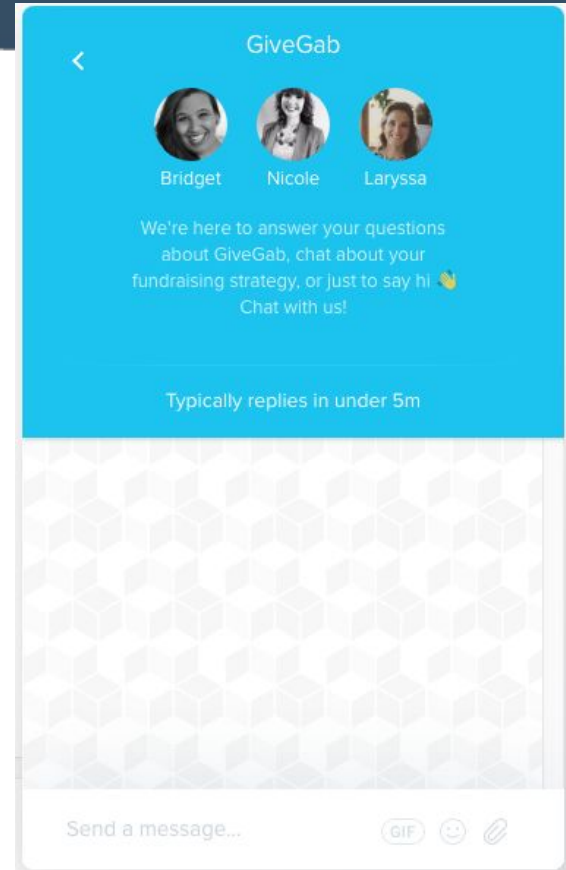 GiveGab
Bridget Nicole Laryssa
We're here to answer your questions
about GiveGab, chat about your
fundraising strategy, or just to say hi 👋
Chat with us!
Typically replies in under 5m
Send a message... GIF